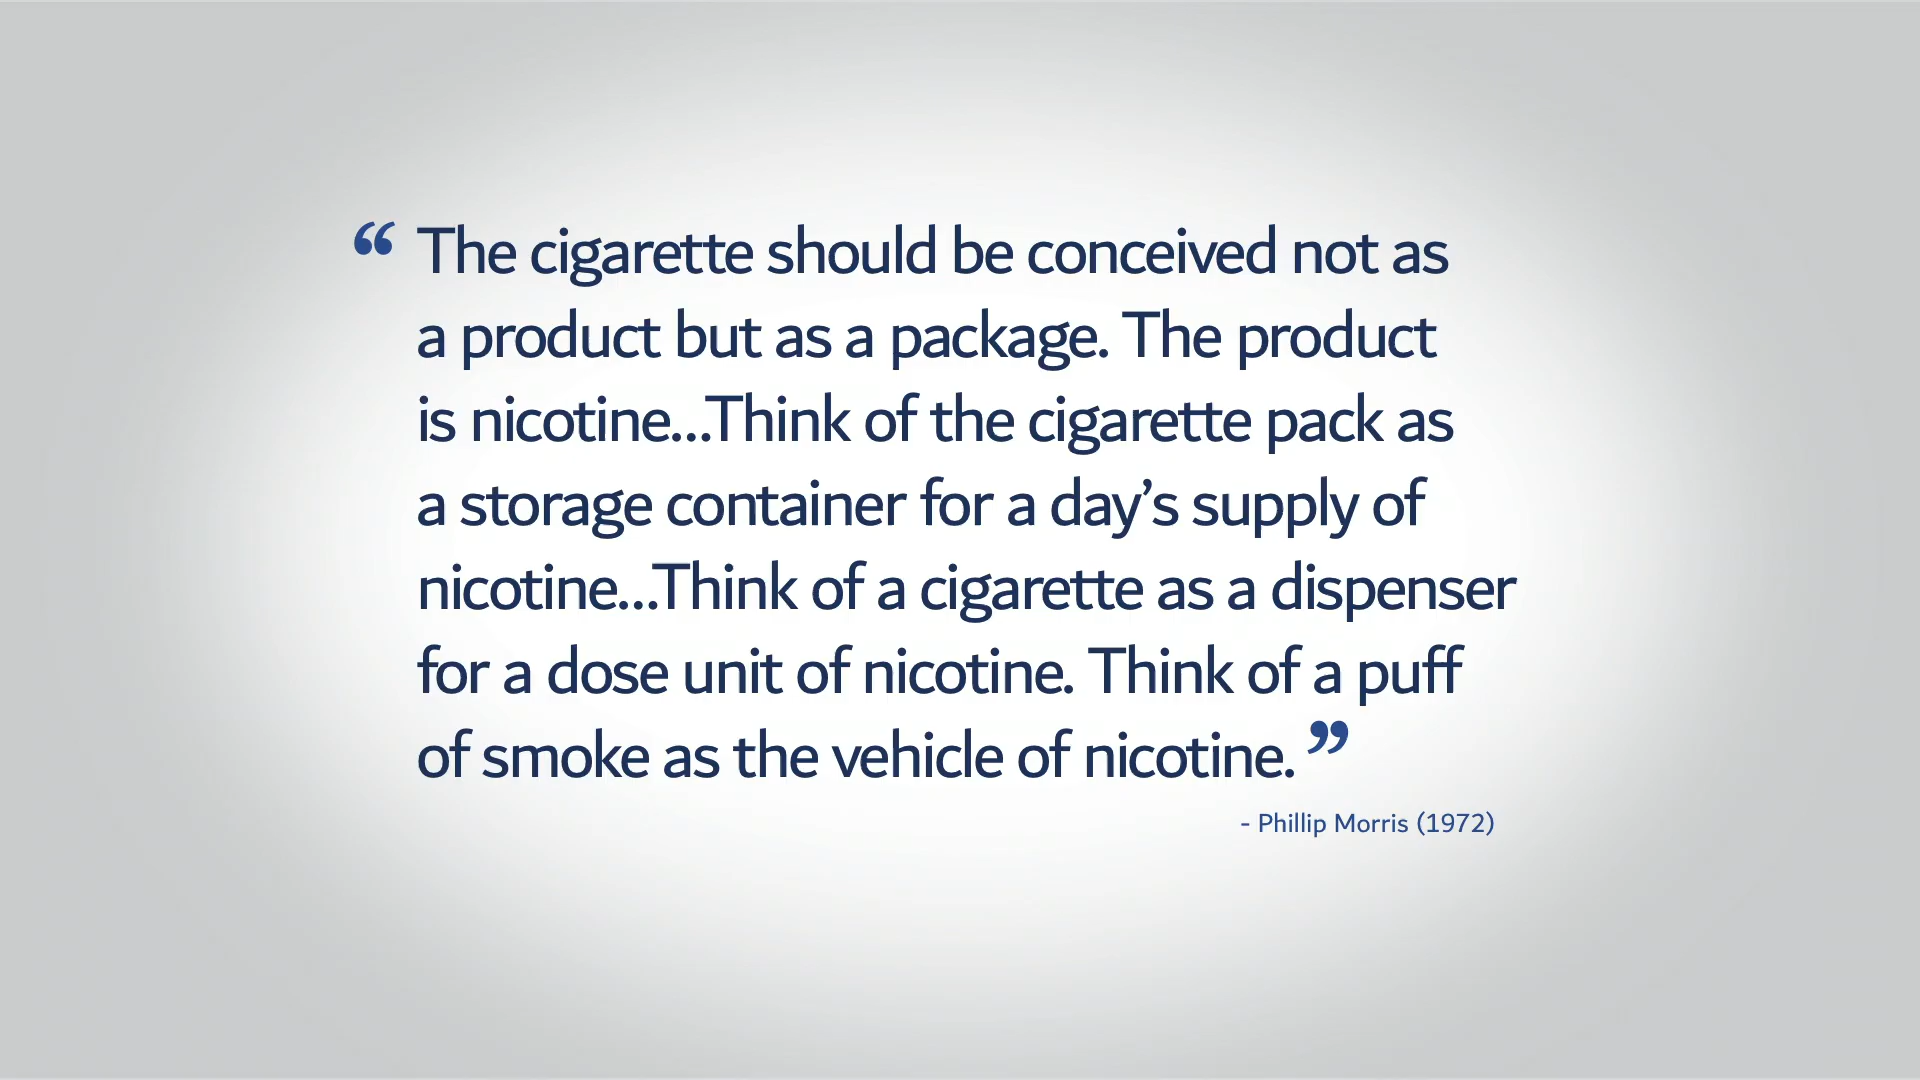 “ The cigarette should be conceived not as
a product but as a package. The product
is nicotine...Think of the cigarette pack as
a storage container for a day’s supply of
nicotine...Think of a cigarette as a dispenser
for a dose unit of nicotine. Think of a puff
of smoke as the vehicle of nicotine. ”
- Phillip Morris (1972)